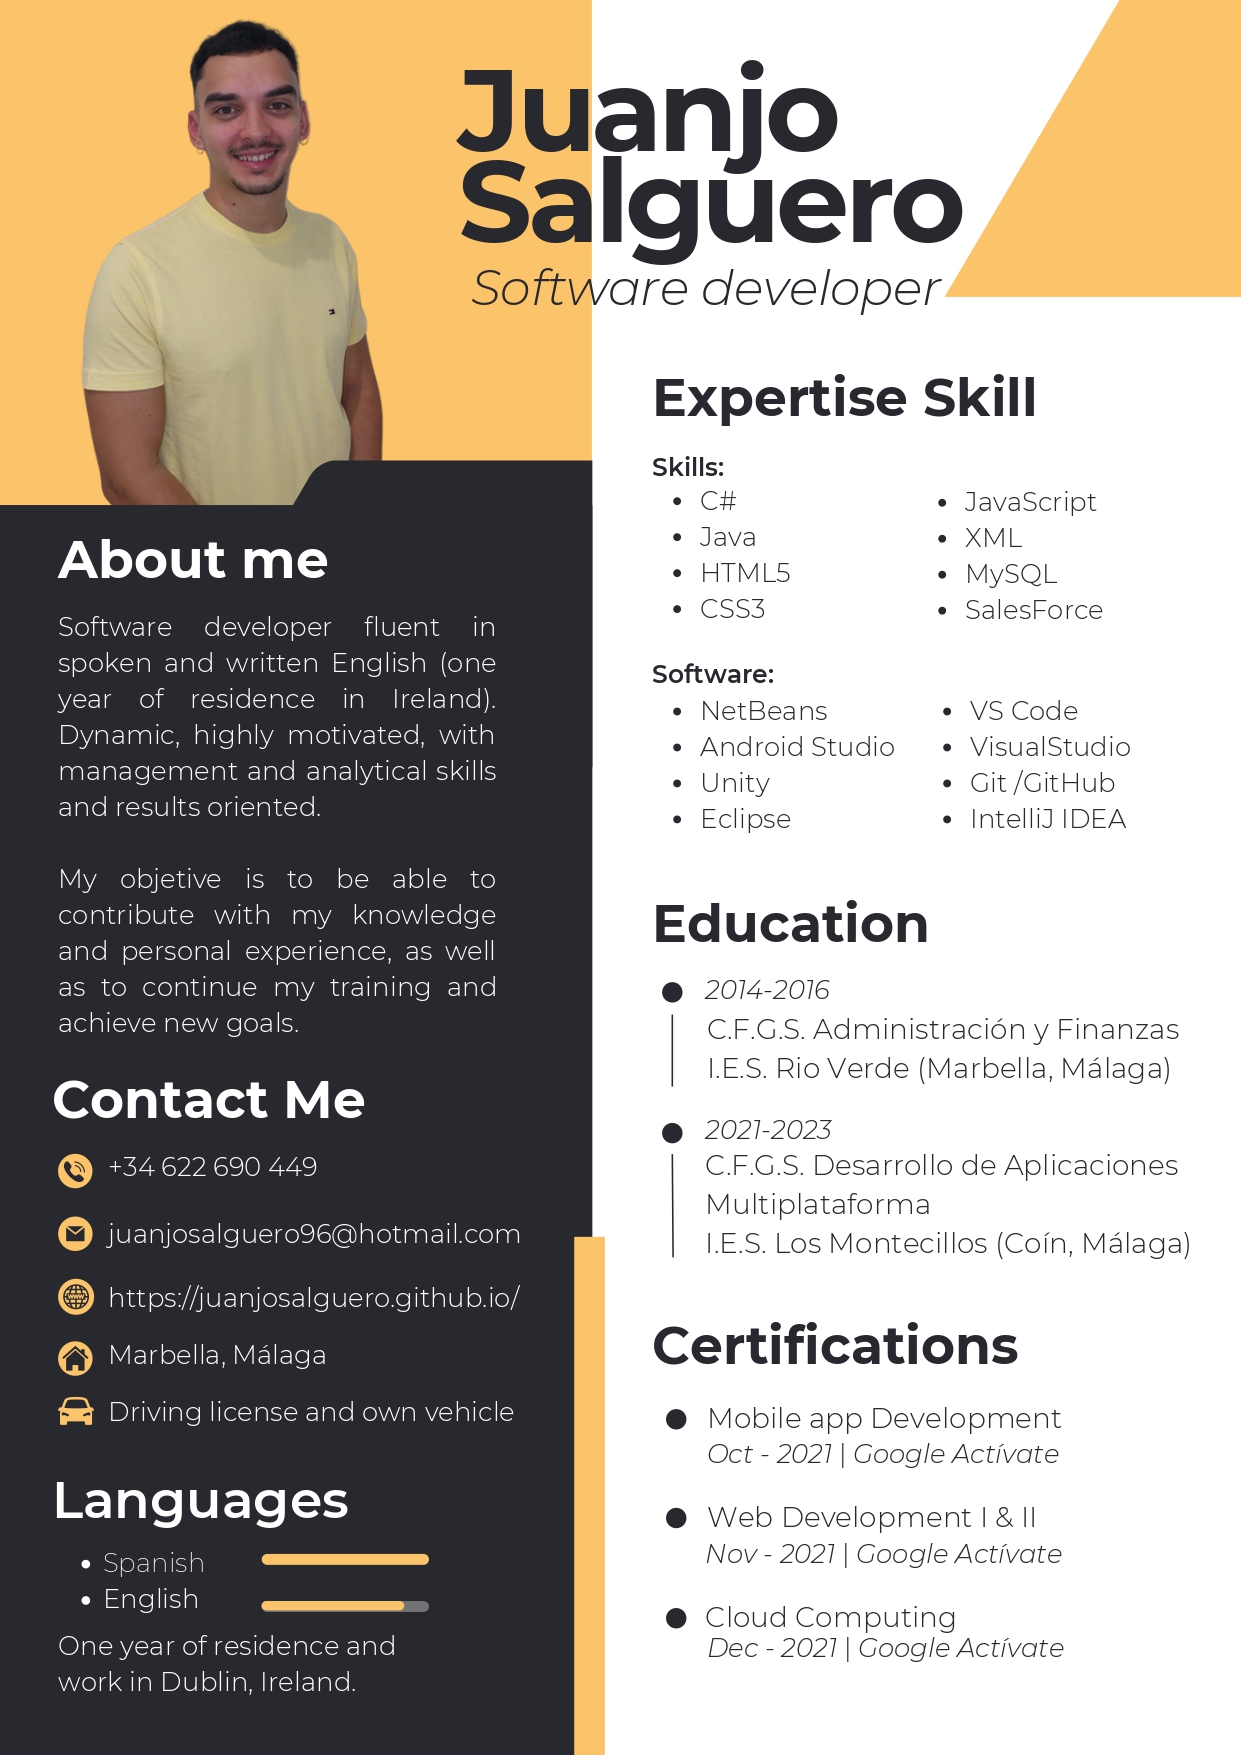 Juanjo
Salguero
Software developer
About me
Software developer fluent in
spoken and written English (one
year of residence in Ireland).
Dynamic, highly motivated, with
management and analytical skills
and results oriented.
My objetive is to be able to
contribute with my knowledge
and personal experience, as well
as to continue my training and
achieve new goals.
Contact Me
+34 622 690 449
juanjosalguero96@hotmail.com
https://juanjosalguero.github.io/
Marbella, Málaga
Driving license and own vehicle
Languages
• Spanish
• English
One year of residence and
work in Dublin, Ireland.
Expertise Skill
Skills:
• C#
• Java
• HTML5
• CSS3
• JavaScript
• XML
• MySQL
• SalesForce
Software:
• NetBeans
• Android Studio
• Unity
• Eclipse
• VS Code
• VisualStudio
• Git /GitHub
• IntelliJ IDEA
Education
2014-2016
C.F.G.S. Administración y Finanzas
I.E.S. Rio Verde (Marbella, Málaga)
2021-2023
C.F.G.S. Desarrollo de Aplicaciones
Multiplataforma
I.E.S. Los Montecillos (Coín, Málaga)
Certifications
Mobile app Development
Oct - 2021 | Google Actívate
Web Development I & II
Nov - 2021 | Google Actívate
Cloud Computing
Dec - 2021 | Google Actívate